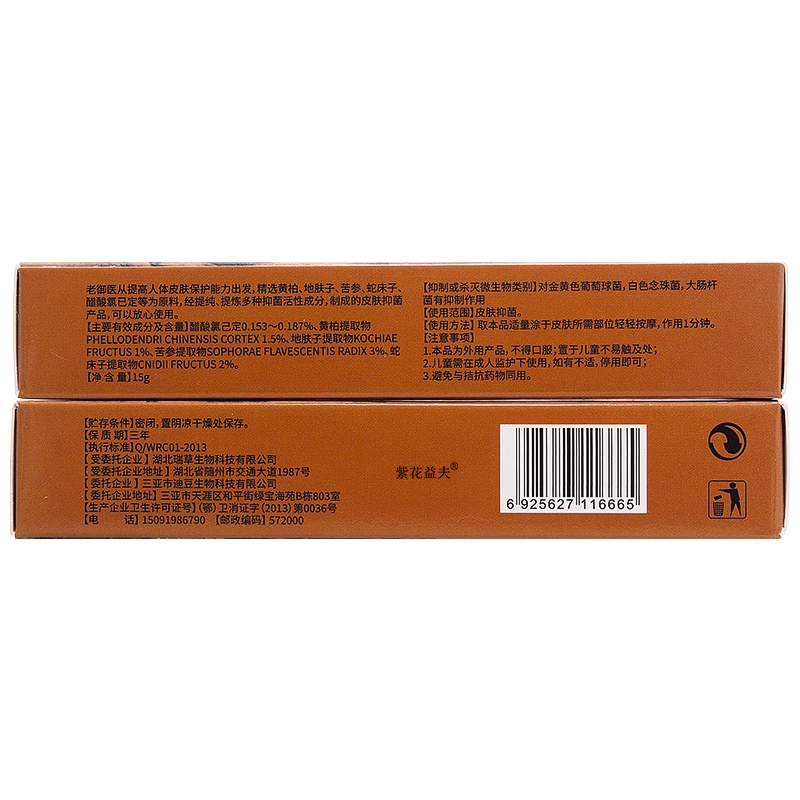 老御医从提高人体皮肤保护能力出发，精选黄柏、地肤子、苦参、蛇床子、
醋酸氯已定等为原料，经提纯、提炼多种抑菌活性成分，制成的皮肤抑菌
产品，可以放心使用。
【主要有效成分及含量】醋酸氯已定0.153～0.187%、黄柏提取物
PHELLODENDRI CHINENSIS CORTEX 1.5%、地肤子提取物KOCHIAE
FRUCTUS 1%、苦参提取物SOPHORAE FLAVESCENTIS RADIX 3%、蛇
床子提取物CNIDII FRUCTUS 2%。
【净 含 量】15g
【抑制或杀灭微生物类别】对金黄色葡萄球菌，白色念珠菌，大肠杆
菌有抑制作用
【使用范围】皮肤抑菌。
【使用方法】取本品适量涂于皮肤所需部位轻轻按摩，作用1分钟。
【注意事项】
1.本品为外用产品，不得口服；置于儿童不易触及处；
2.儿童需在成人监护下使用，如有不适，停用即可；
3.避免与拮抗药物同用。
【贮存条件】密闭，置阴凉干燥处保存。
【保 质 期】三年
【执行标准】Q/WRC01-2013
【受委托企业】湖北瑞草生物科技有限公司
【受委托企业地址】湖北省随州市交通大道1987号
【委托企业】三亚市迪豆生物科技有限公司
【委托企业地址】三亚市天涯区和平街绿宝海苑B栋803室
【生产企业卫生许可证号】(鄂)卫消证字(2013)第0036号
【电 话】15091986790 【邮政编码】572000
紫花益夫®
6 925627 116665